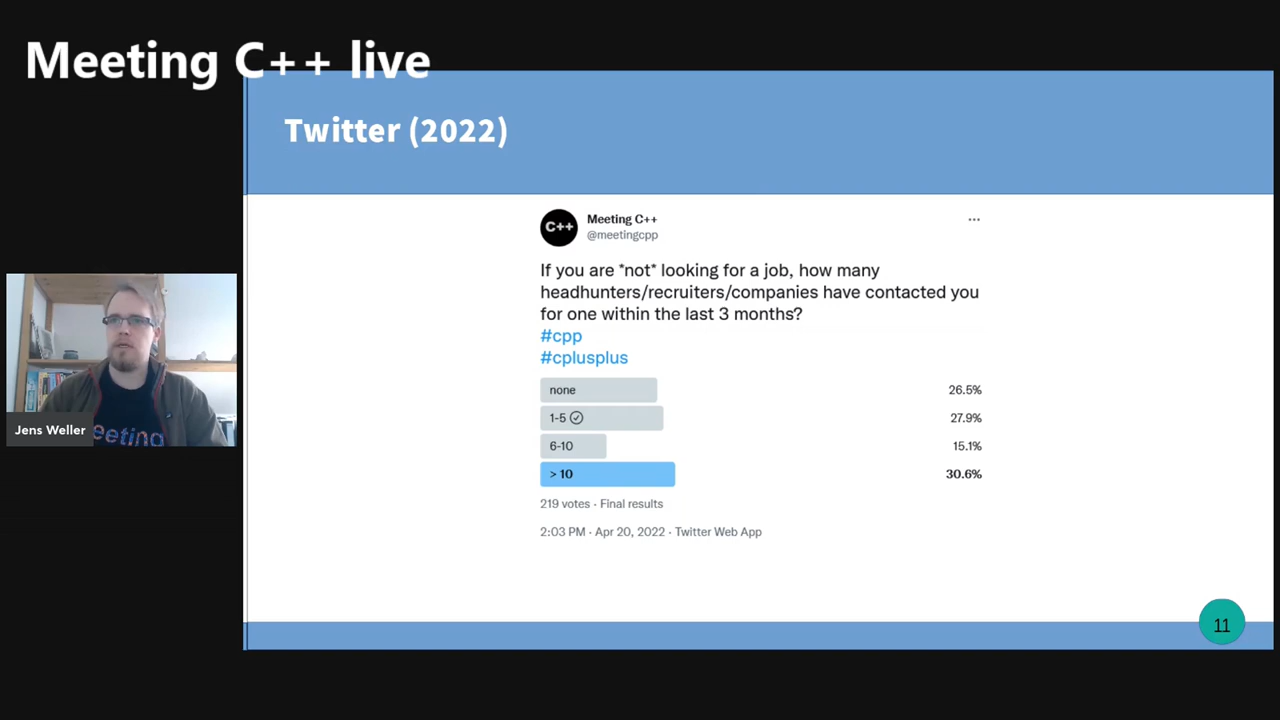 Meeting C++ live
Twitter (2022)
C++
Meeting C++
@meetingcpp
...
If you are *not* looking for a job, how many
headhunters/recruiters/companies have contacted you
for one within the last 3 months?
#cpp
#cplusplus
none 26.5%
1-5 27.9%
6-10 15.1%
> 10 30.6%
219 votes · Final results
2:03 PM · Apr 20, 2022 · Twitter Web App
Jens Weller
eeting
11